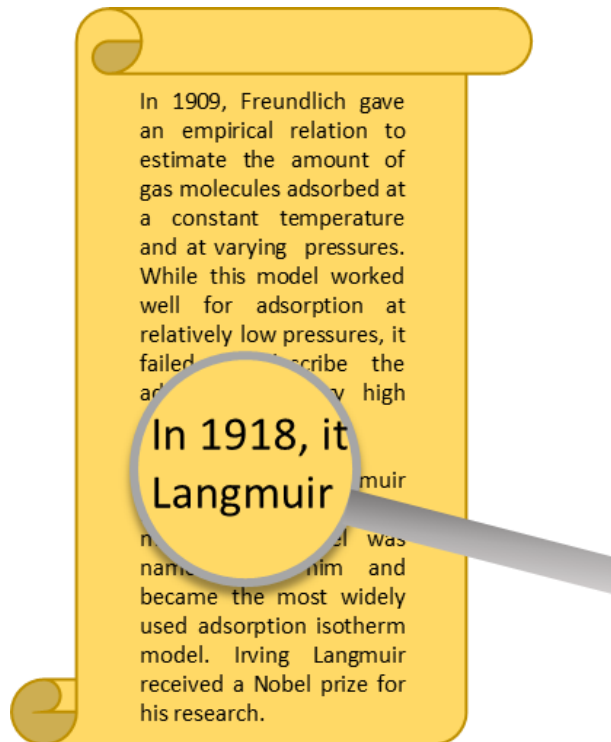 In 1909, Freundlich gave
an empirical relation to
estimate the amount of
gas molecules adsorbed at
a constant temperature
and at varying pressures.
While this model worked
well for adsorption at
relatively low pressures, it
failed the
high
In 1918, it
Langmuir
was
and
became the most widely
used adsorption isotherm
model. Irving Langmuir
received a Nobel prize for
his research.